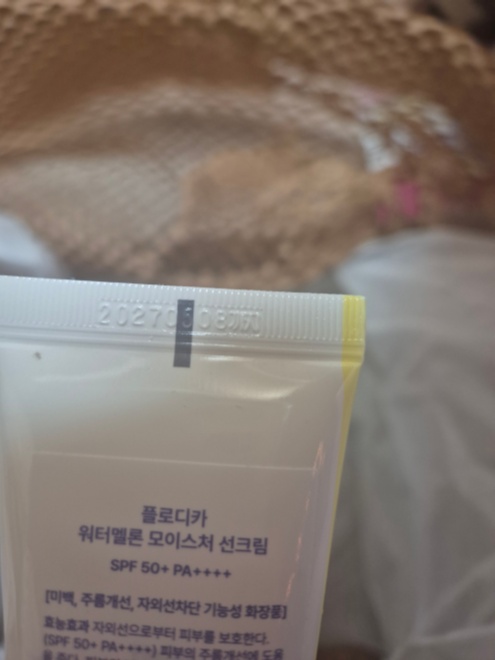 플로디카
워터멜론 모이스처 선크림
SPF 50+ PA++++
[미백, 주름개선, 자외선차단 기능성 화장품]
효능효과 자외선으로부터 피부를 보호한다.
(SPF 50+ PA++++) 피부의 주름개선에 도움
을 준다.